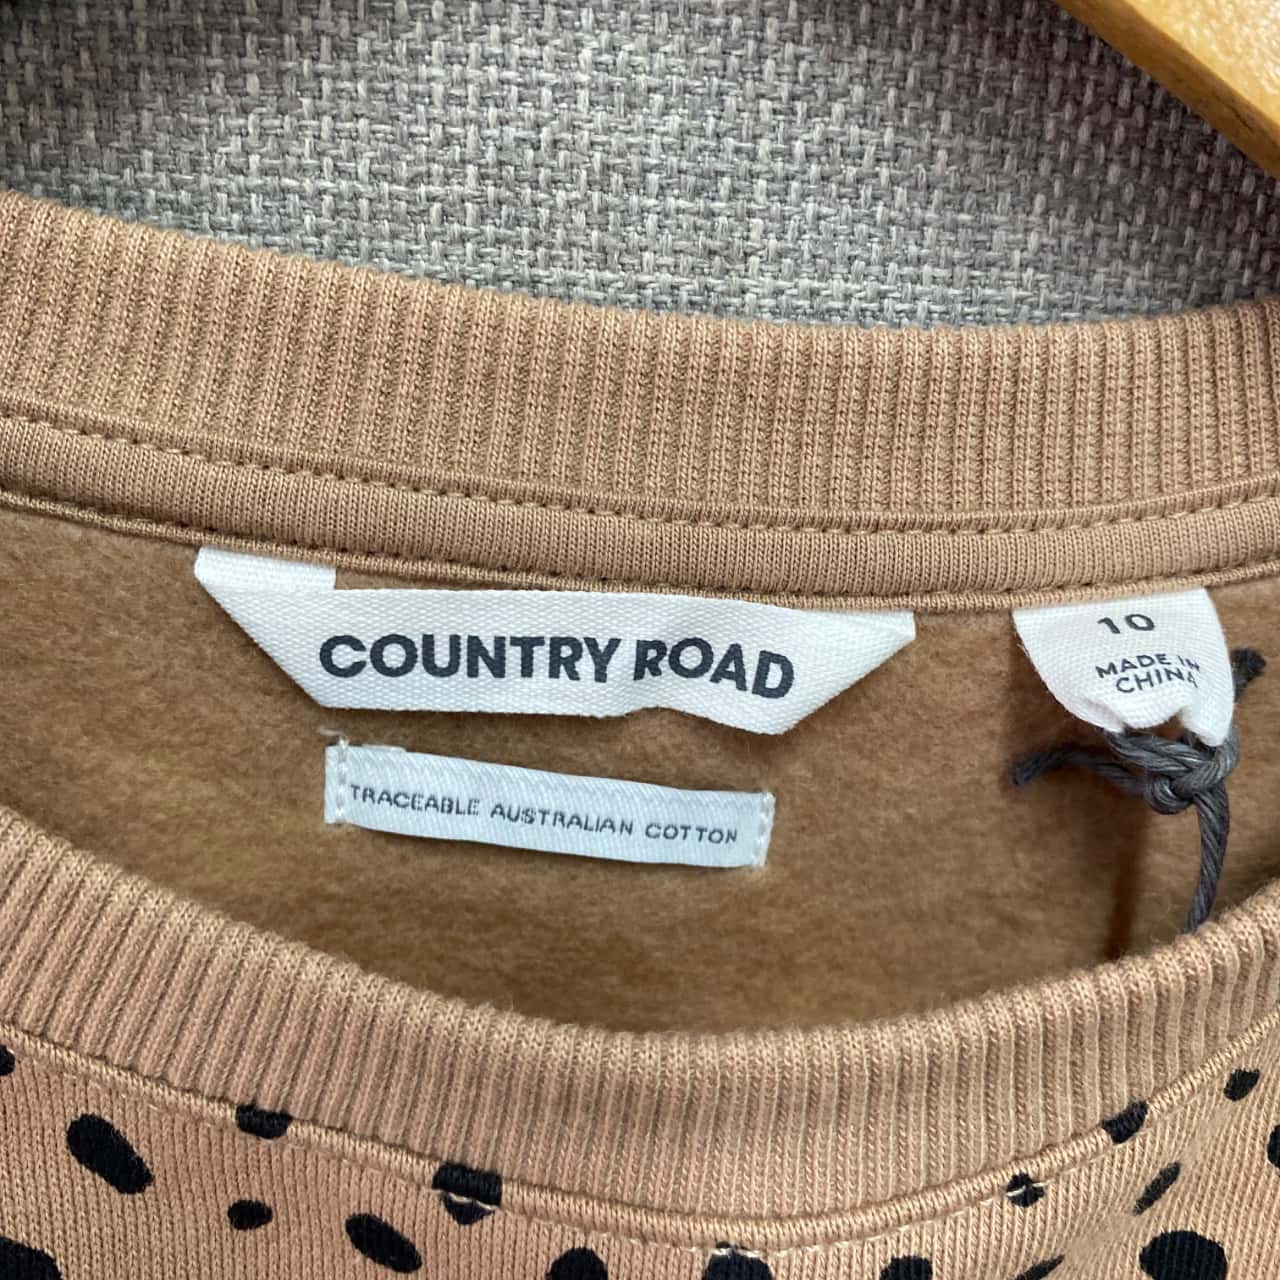 COUNTRY ROAD
10
MADE IN
CHINA
TRACEABLE AUSTRALIAN COTTON